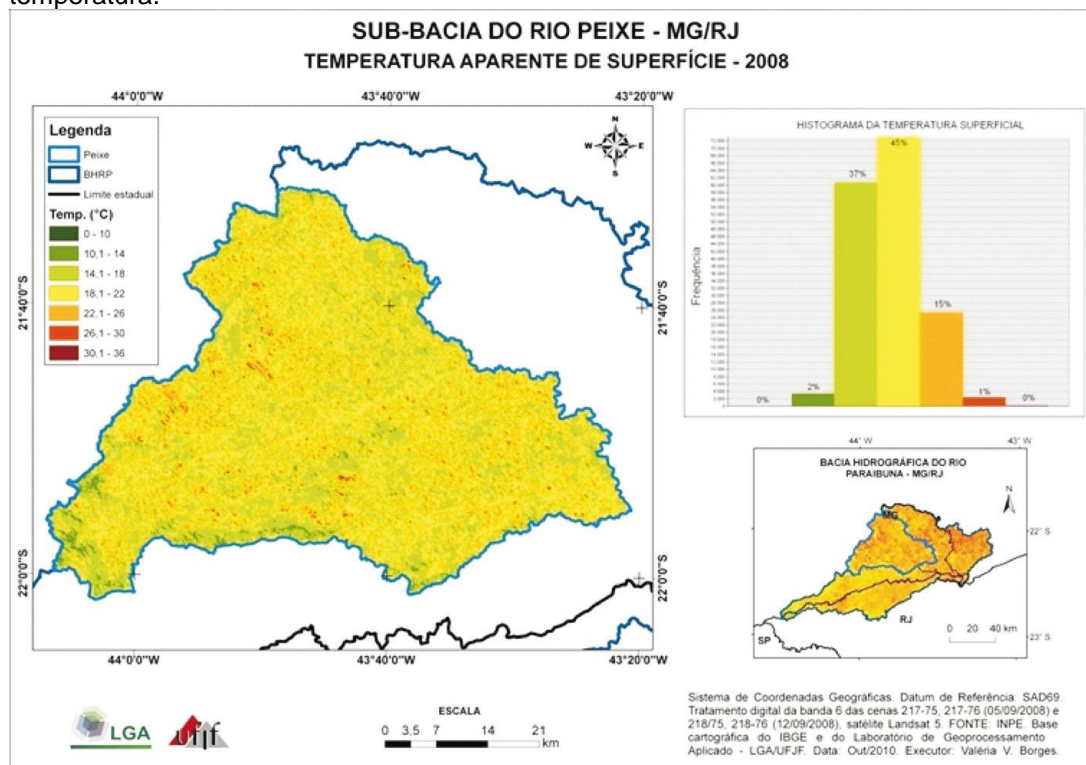 temperatura.
SUB-BACIA DO RIO PEIXE - MG/RJ
TEMPERATURA APARENTE DE SUPERFÍCIE - 2008
44°0'0"W
43°40'0"W
43°20'0"W
Legenda
Peixe
BHRP
Limite estadual
Temp. (°C)
0 - 10
10,1 - 14
14,1 - 18
18,1 - 22
22,1 - 26
26,1 - 30
30,1 - 36
N
W E
S
21°40'0"S
21°40'0"S
22°0'0"S
22°0'0"S
44°0'0"W
43°40'0"W
43°20'0"W
HISTOGRAMA DA TEMPERATURA SUPERFICIAL
Frequência
0%
2%
37%
45%
15%
1%
0%
44° W
43° W
BACIA HIDROGRÁFICA DO RIO
PARAIBUNA - MG/RJ
N
MG
22° S
RJ
0 20 40 km
SP
23° S
LGA
ufjf
ESCALA
0 3,5 7 14 21
km
Sistema de Coordenadas Geográficas. Datum de Referência: SAD69.
Tratamento digital da banda 6 das cenas 217-75, 217-76 (05/09/2008) e
218/75, 218-76 (12/09/2008), satélite Landsat 5. FONTE: INPE. Base
cartográfica do IBGE e do Laboratório de Geoprocessamento
Aplicado - LGA/UFJF. Data: Out/2010. Executor: Valéria V. Borges.